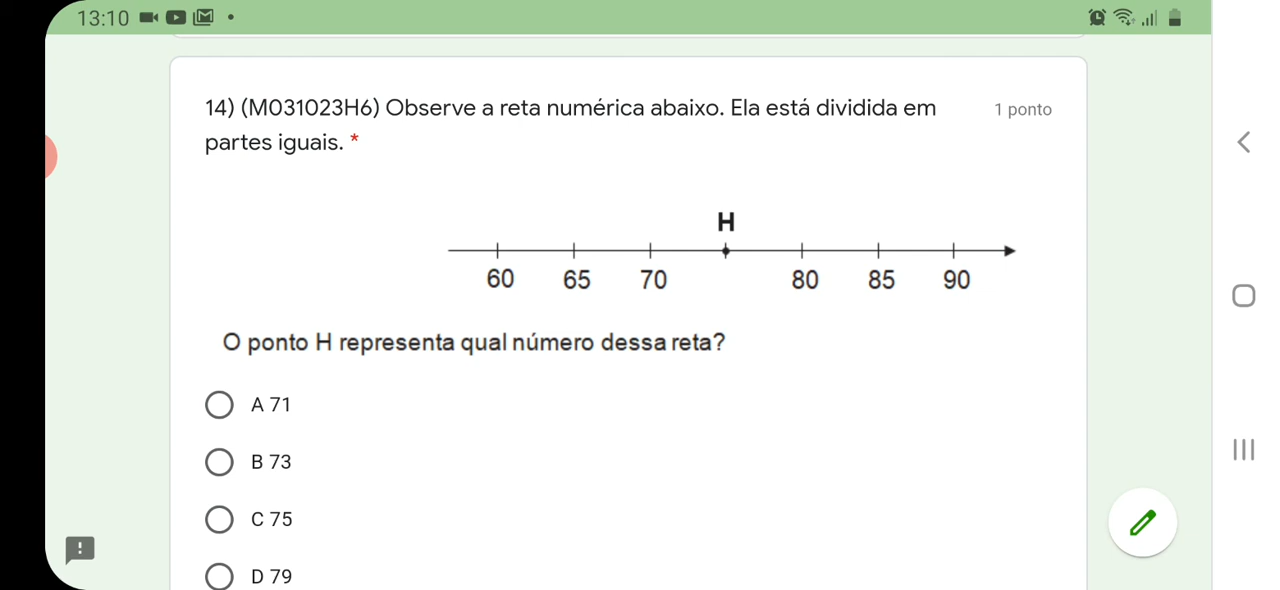 13:10
14) (M031023H6) Observe a reta numérica abaixo. Ela está dividida em
1 ponto
partes iguais. *
H
60 65 70 80 85 90
O ponto H representa qual número dessa reta?
A 71
B 73
C 75
D 79